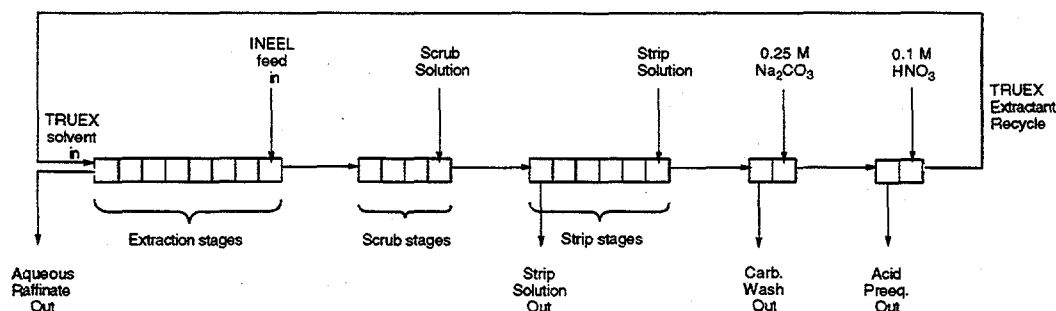 INEEL
feed
in
Scrub
Solution
Strip
Solution
0.25 M
Na₂CO₃
0.1 M
HNO₃
TRUEX
Extractant
Recycle
TRUEX
solvent
in
Extraction stages
Scrub stages
Strip stages
Aqueous
Raffinate
Out
Strip
Solution
Out
Carb.
Wash
Out
Acid
Preeq.
Out